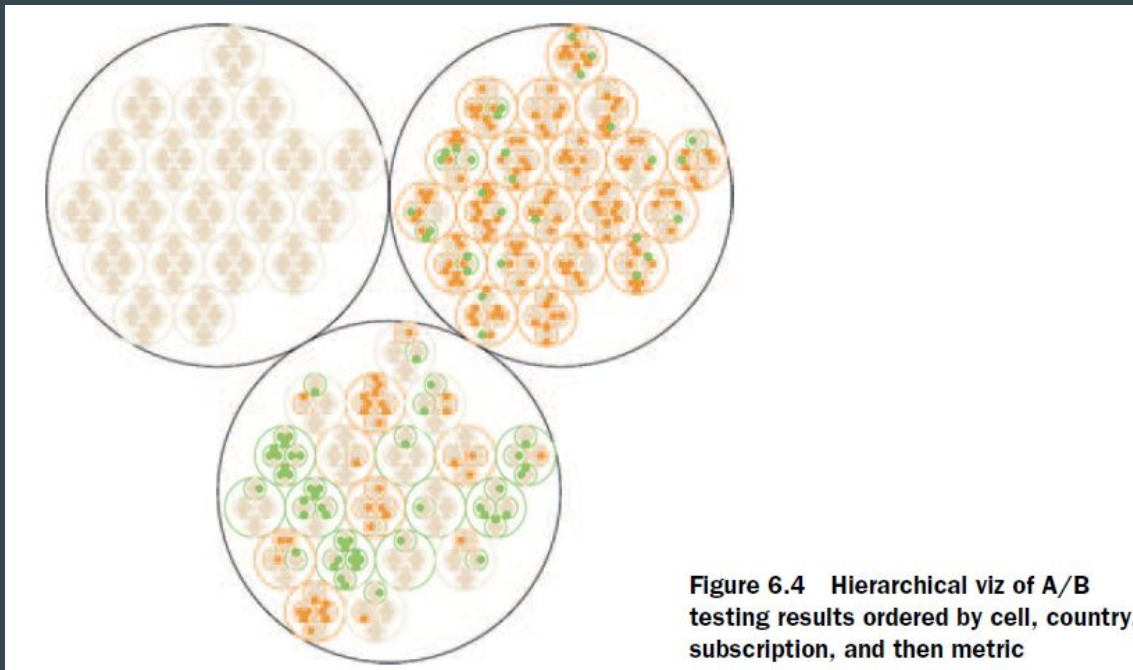 Figure 6.4 Hierarchical viz of A/B
testing results ordered by cell, country,
subscription, and then metric